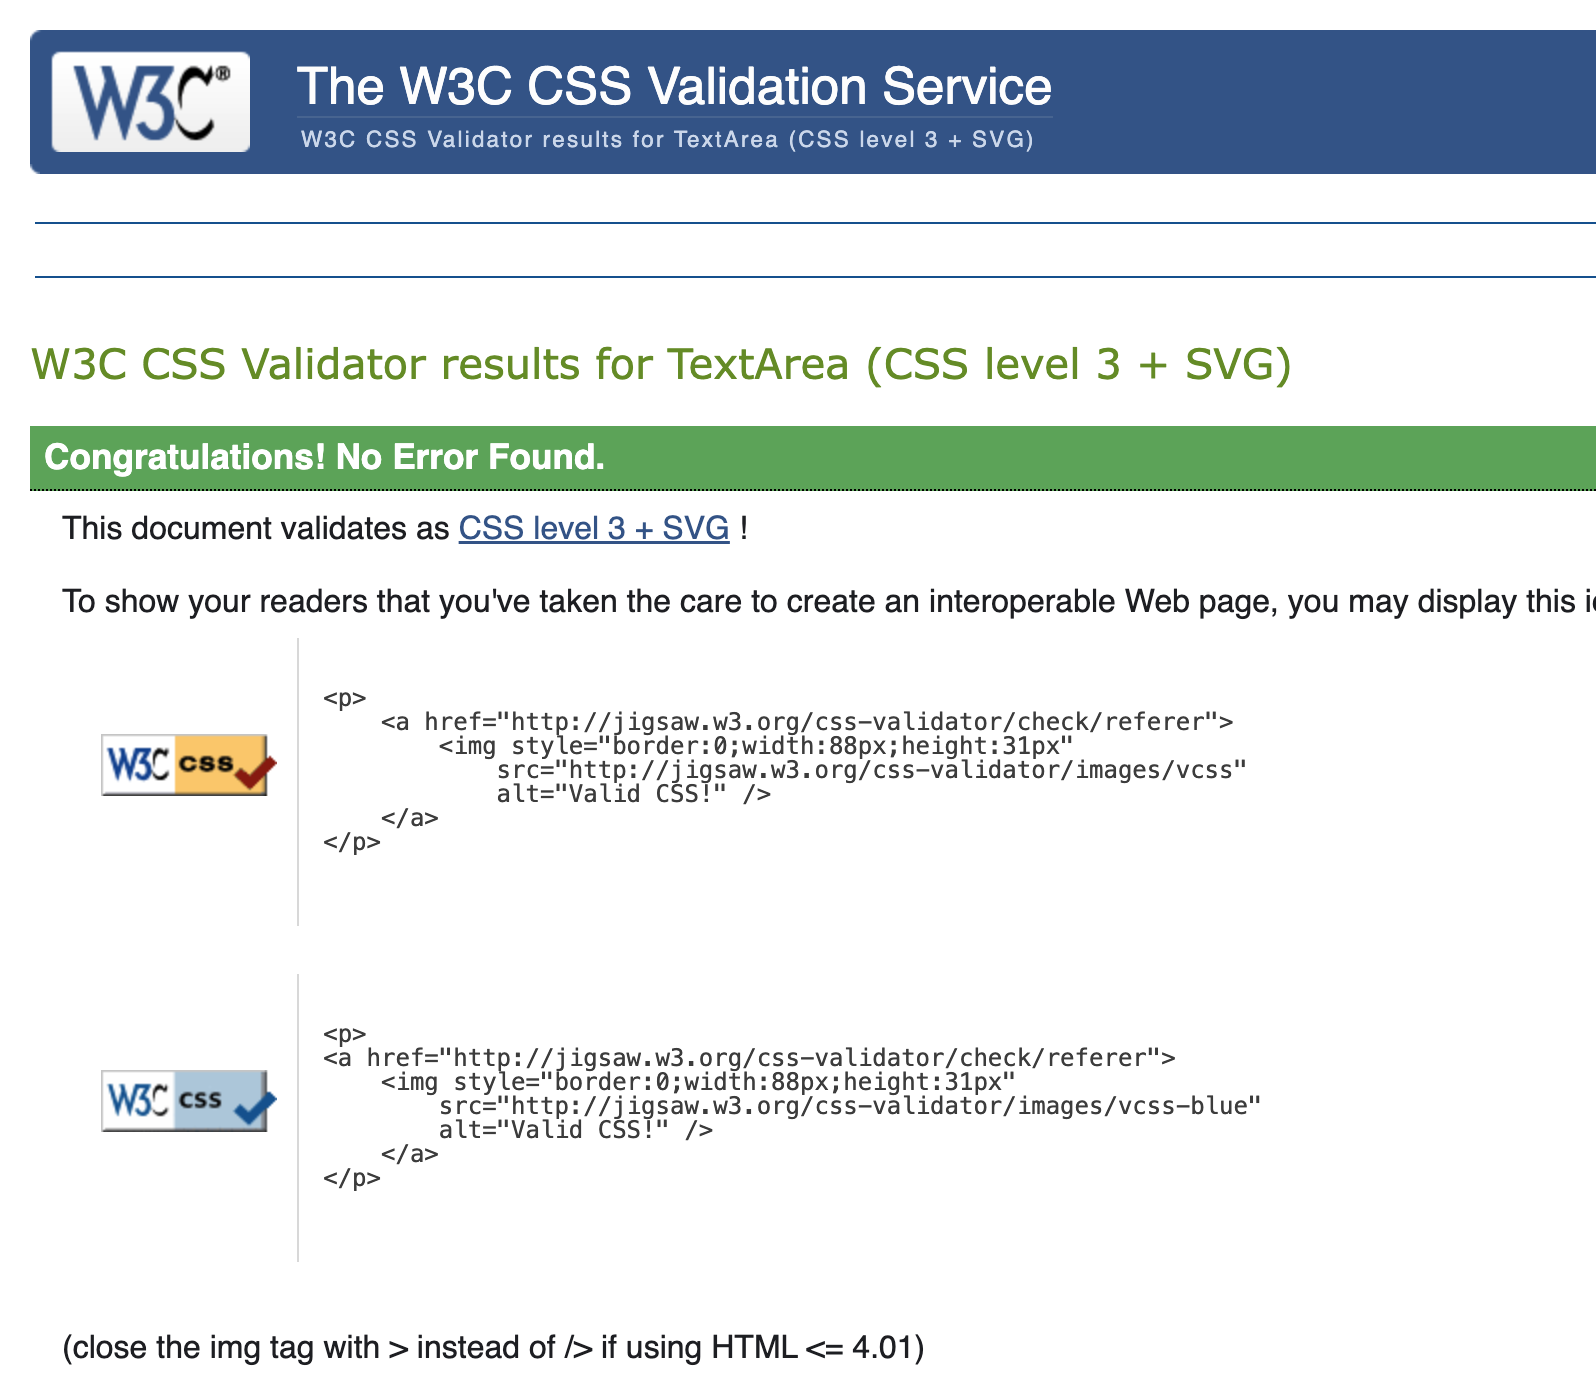 W3C®
The W3C CSS Validation Service
W3C CSS Validator results for TextArea (CSS level 3 + SVG)
W3C CSS Validator results for TextArea (CSS level 3 + SVG)
Congratulations! No Error Found.
This document validates as CSS level 3 + SVG !
To show your readers that you've taken the care to create an interoperable Web page, you may display this
W3C css
<p>
    <a href="http://jigsaw.w3.org/css-validator/check/referer">
        <img style="border:0;width:88px;height:31px"
            src="http://jigsaw.w3.org/css-validator/images/vcss"
            alt="Valid CSS!" />
    </a>
</p>
W3C css
<p>
<a href="http://jigsaw.w3.org/css-validator/check/referer">
    <img style="border:0;width:88px;height:31px"
        src="http://jigsaw.w3.org/css-validator/images/vcss-blue"
        alt="Valid CSS!" />
    </a>
</p>
(close the img tag with > instead of /> if using HTML <= 4.01)